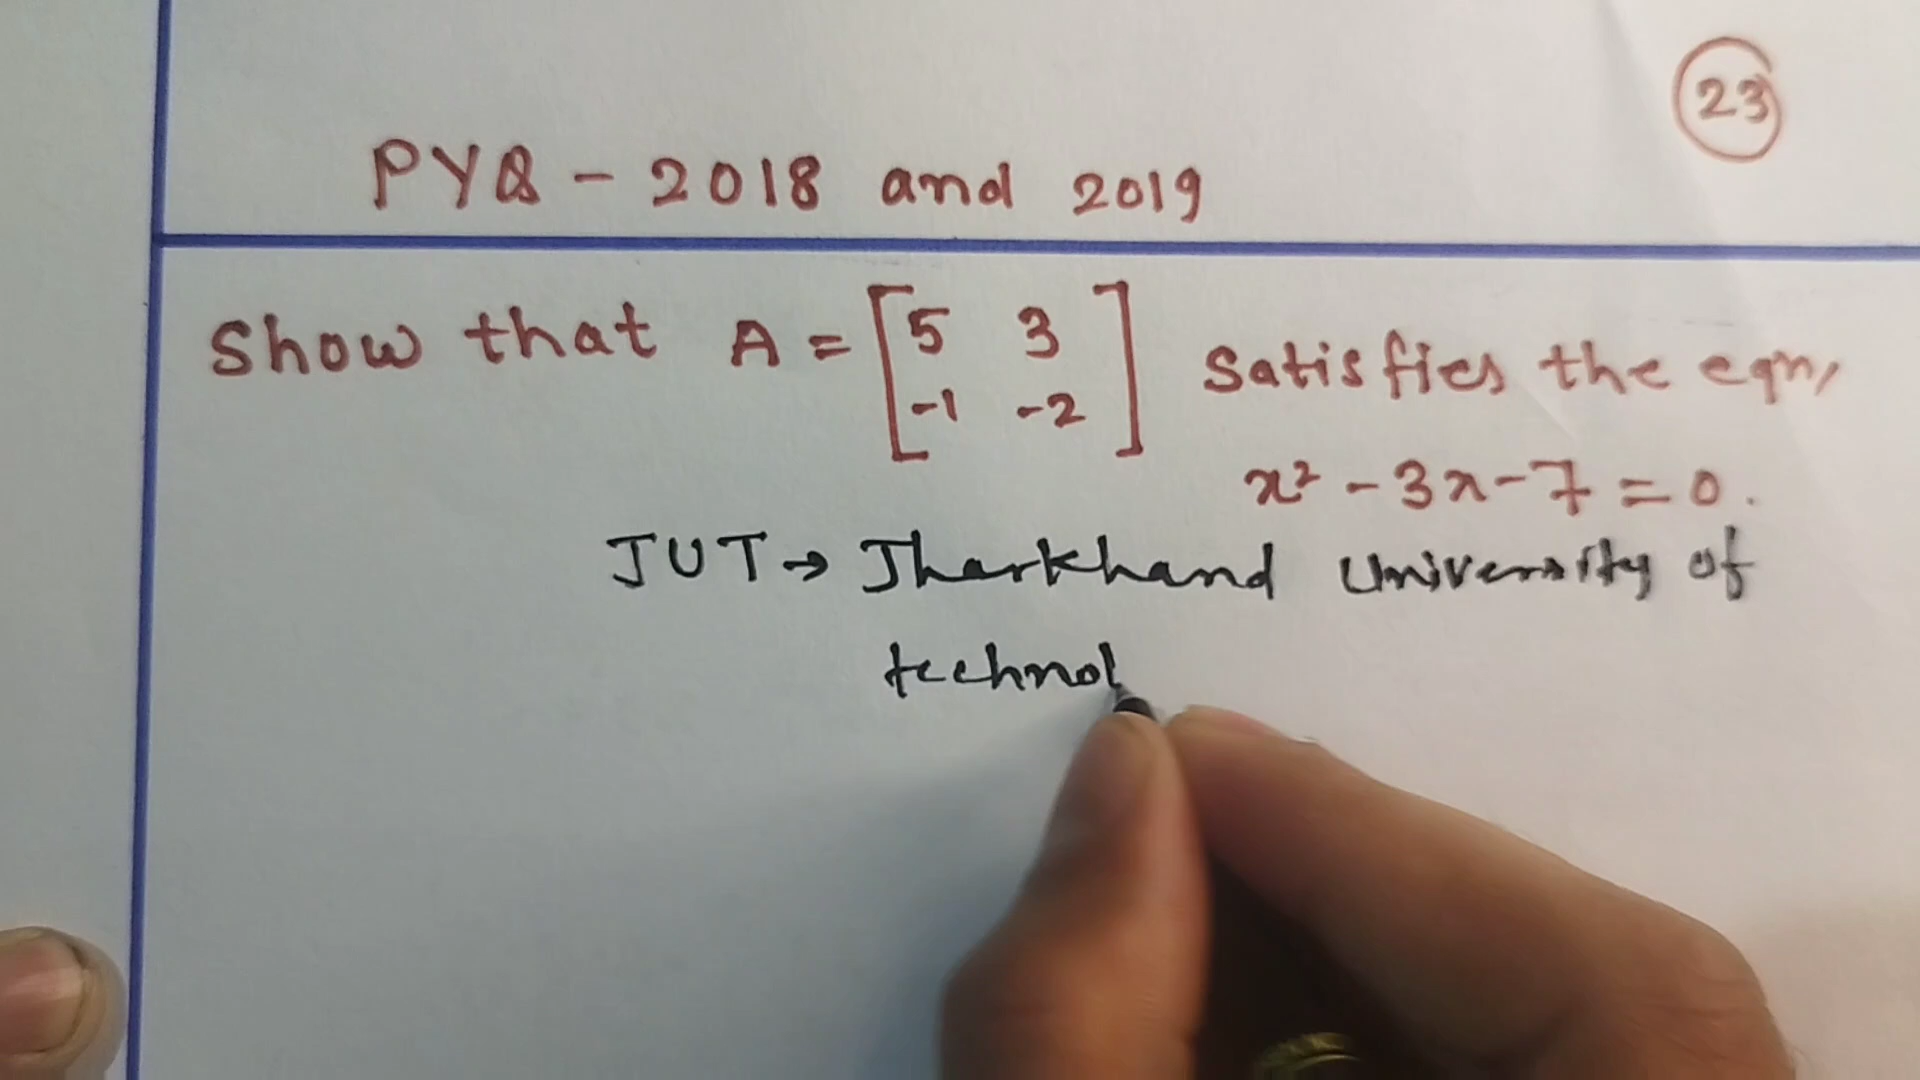 23
PYQ - 2018 and 2019
Show that A = [5 3
-1 -2] Satisfies the eqn,
x² - 3x - 7 = 0.
JUT → Jharkhand University of
technol